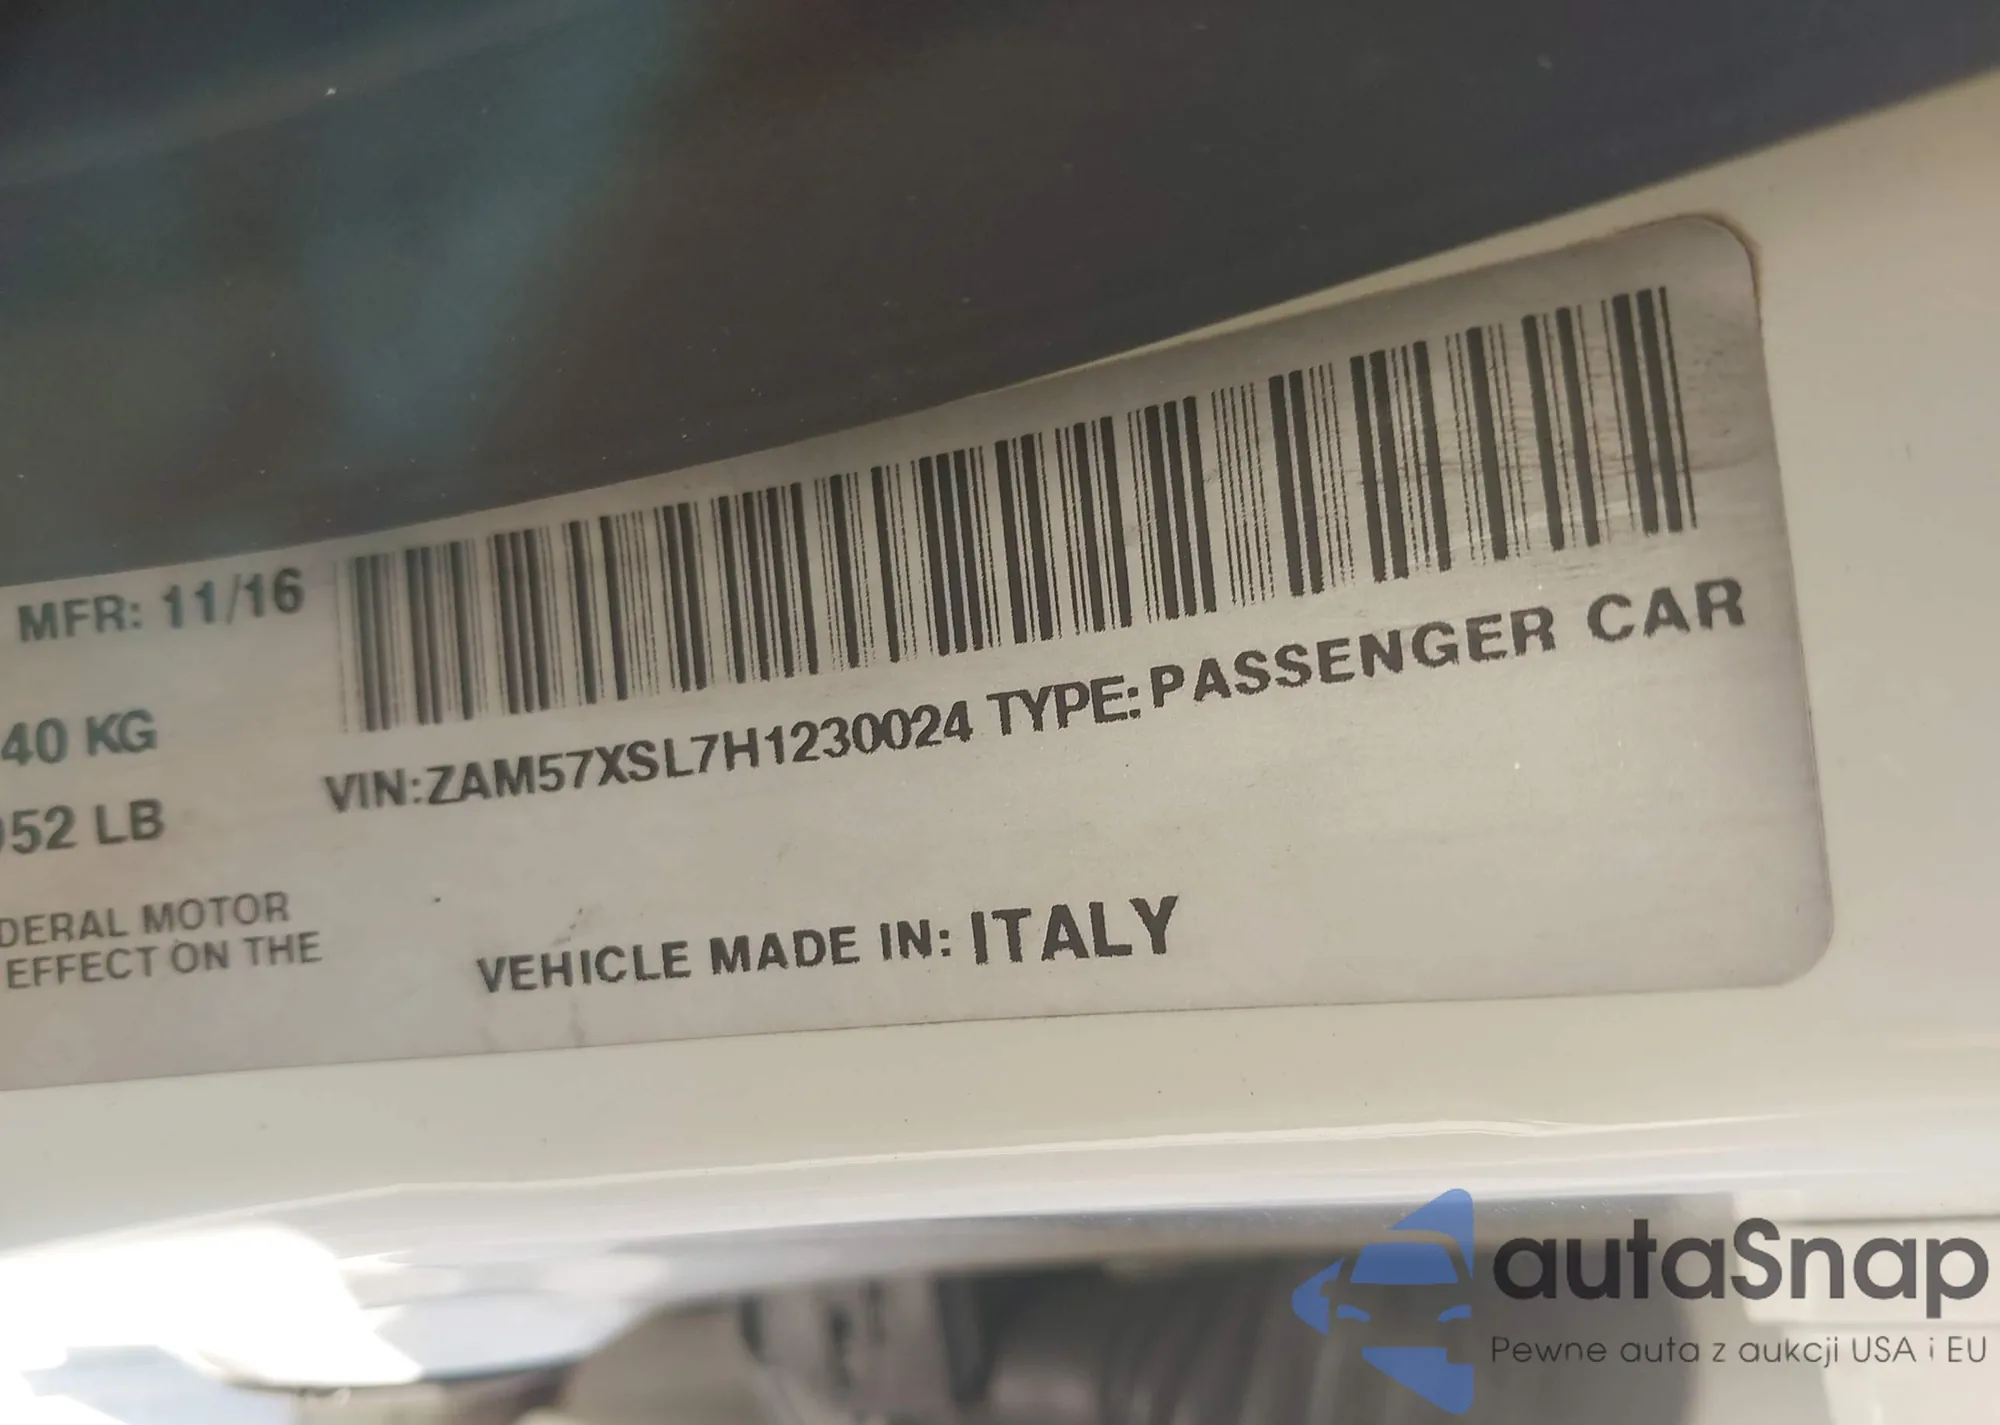 MFR: 11/16
40 KG
VIN:ZAM57XSL7H1230024 TYPE:PASSENGER CAR
52 LB
DERAL MOTOR
EFFECT ON THE
VEHICLE MADE IN: ITALY
autaSnap
Pewne auta z aukcji USA i EU